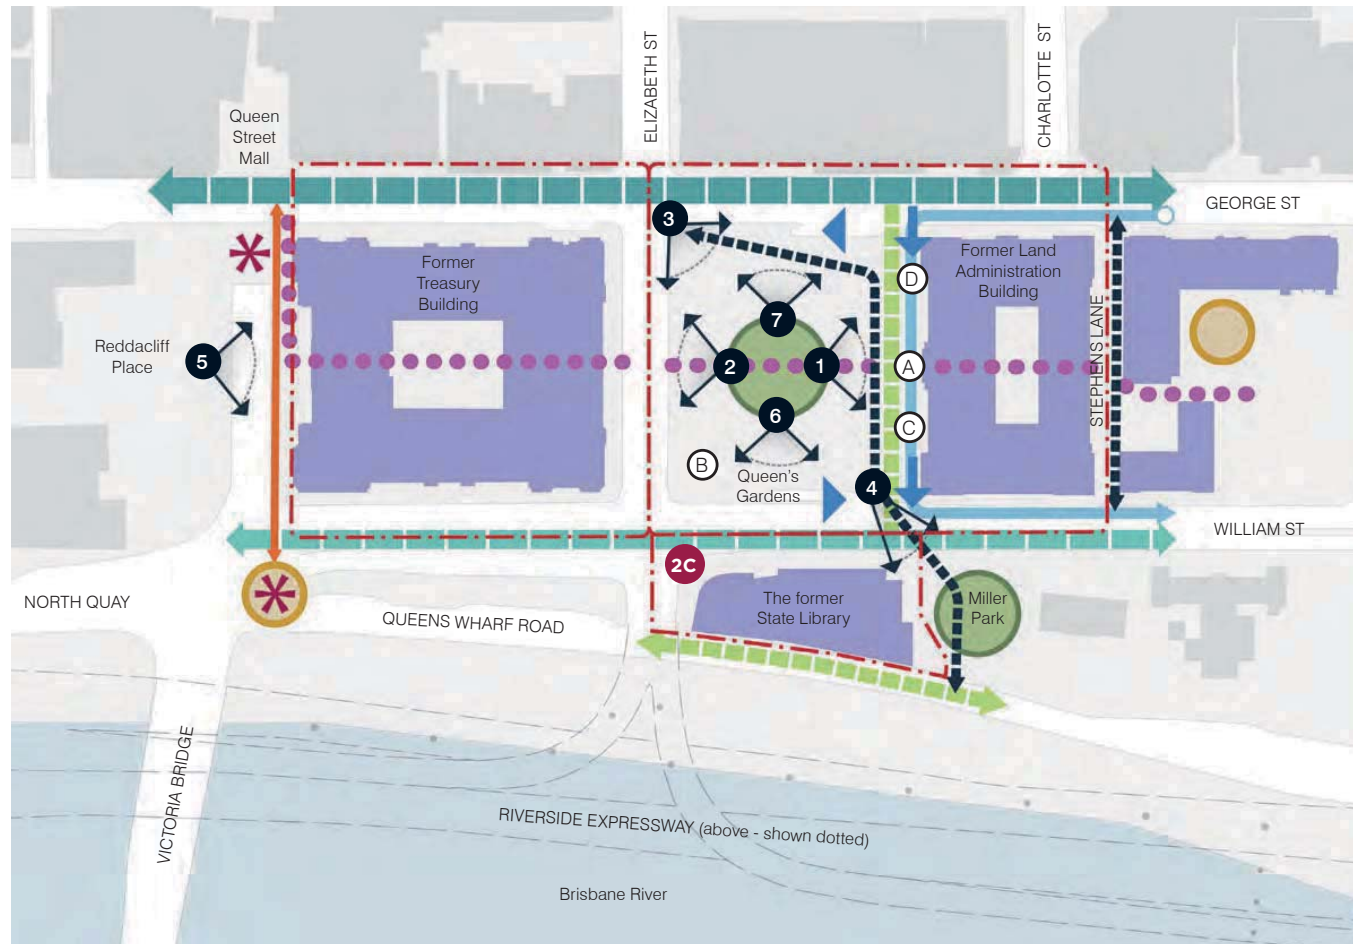 ELIZABETH ST
CHARLOTTE ST
Queen
Street
Mall
GEORGE ST
3
Former
Treasury
Building
Former Land
Administration
Building
D
7
STEPHENS LANE
Reddacliff
Place
5
2
1
A
6
C
B
Queen's
Gardens
4
WILLIAM ST
2C
NORTH QUAY
QUEENS WHARF ROAD
The former
State Library
Miller
Park
VICTORIA BRIDGE
RIVERSIDE EXPRESSWAY (above - shown dotted)
Brisbane River